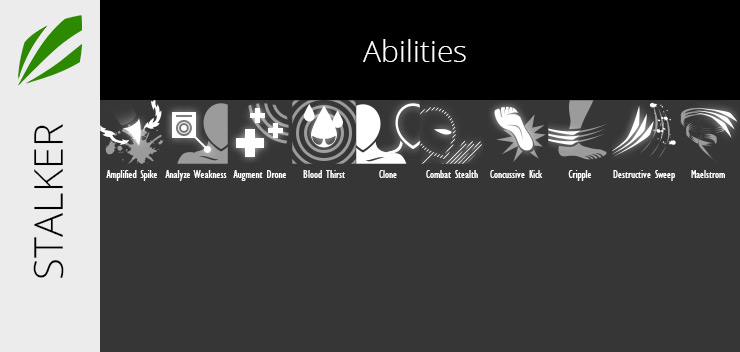 STALKER
Abilities
Amplified Spike
Analyze Weakness
Augment Drone
Blood Thirst
Clone
Combat Stealth
Concussive Kick
Cripple
Destructive Sweep
Maelstrom